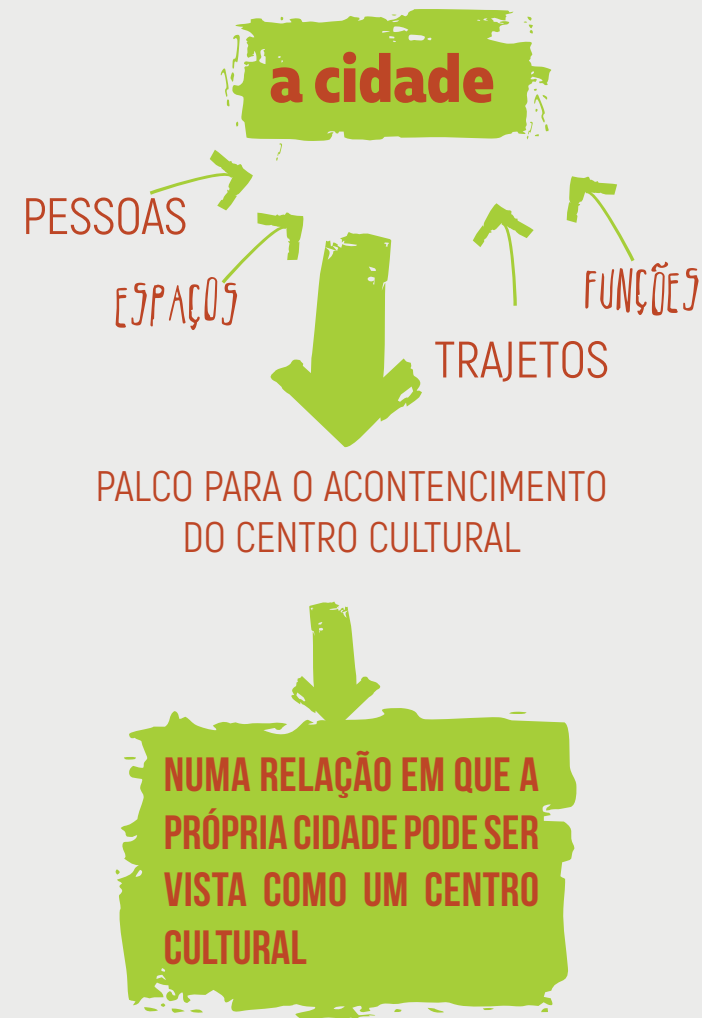 a cidade
PESSOAS
ESPAÇOS
FUNÇÕES
TRAJETOS
PALCO PARA O ACONTENCIMENTO
DO CENTRO CULTURAL
NUMA RELAÇÃO EM QUE A
PRÓPRIA CIDADE PODE SER
VISTA COMO UM CENTRO
CULTURAL